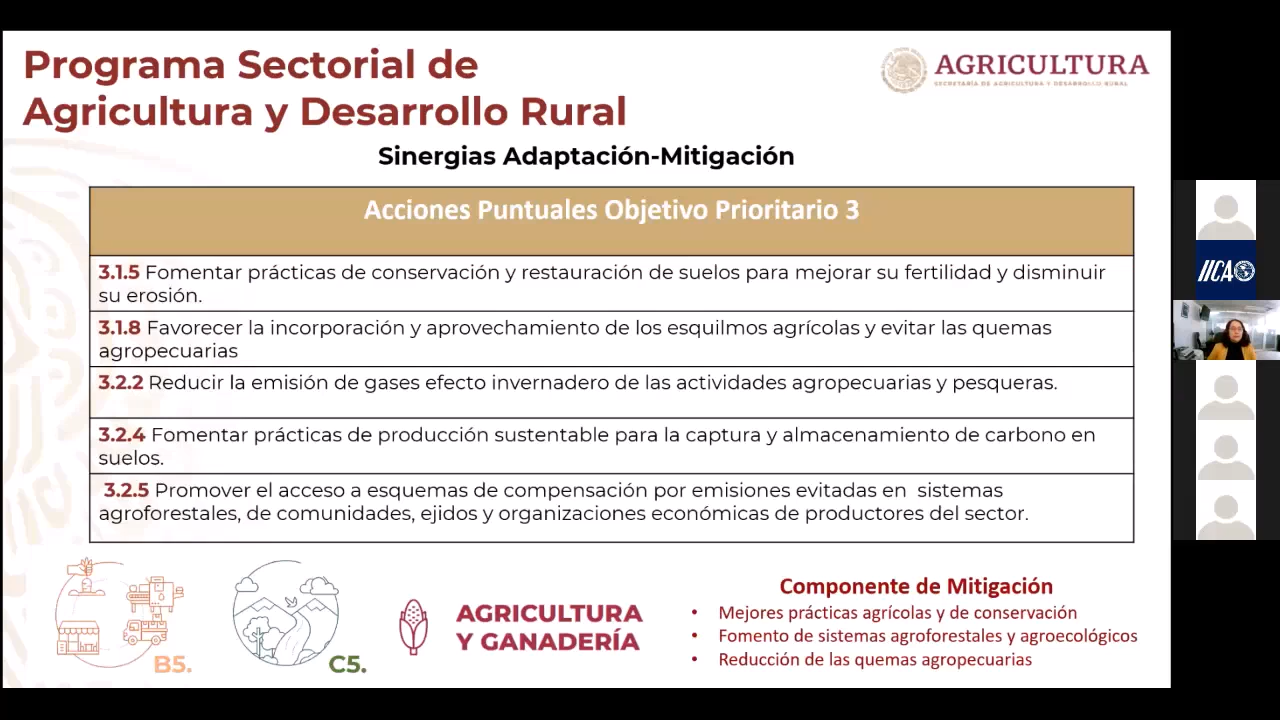 Programa Sectorial de
Agricultura y Desarrollo Rural
AGRICULTURA
SECRETARÍA DE AGRICULTURA Y DESARROLLO RURAL
Sinergias Adaptación-Mitigación
Acciones Puntuales Objetivo Prioritario 3
3.1.5 Fomentar prácticas de conservación y restauración de suelos para mejorar su fertilidad y disminuir
su erosión.
3.1.8 Favorecer la incorporación y aprovechamiento de los esquilmos agrícolas y evitar las quemas
agropecuarias
3.2.2 Reducir la emisión de gases efecto invernadero de las actividades agropecuarias y pesqueras.
3.2.4 Fomentar prácticas de producción sustentable para la captura y almacenamiento de carbono en
suelos.
3.2.5 Promover el acceso a esquemas de compensación por emisiones evitadas en sistemas
agroforestales, de comunidades, ejidos y organizaciones económicas de productores del sector.
B5.
C5.
AGRICULTURA
Y GANADERÍA
Componente de Mitigación
• Mejores prácticas agrícolas y de conservación
• Fomento de sistemas agroforestales y agroecológicos
• Reducción de las quemas agropecuarias
IICA